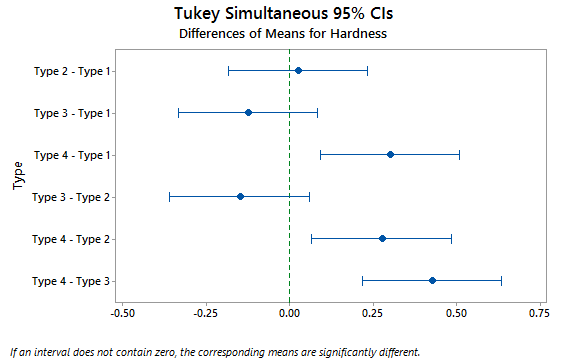 Tukey Simultaneous 95% CIs
Differences of Means for Hardness
Type
Type 2 - Type 1
Type 3 - Type 1
Type 4 - Type 1
Type 3 - Type 2
Type 4 - Type 2
Type 4 - Type 3
-0.50 -0.25 0.00 0.25 0.50 0.75
If an interval does not contain zero, the corresponding means are significantly different.